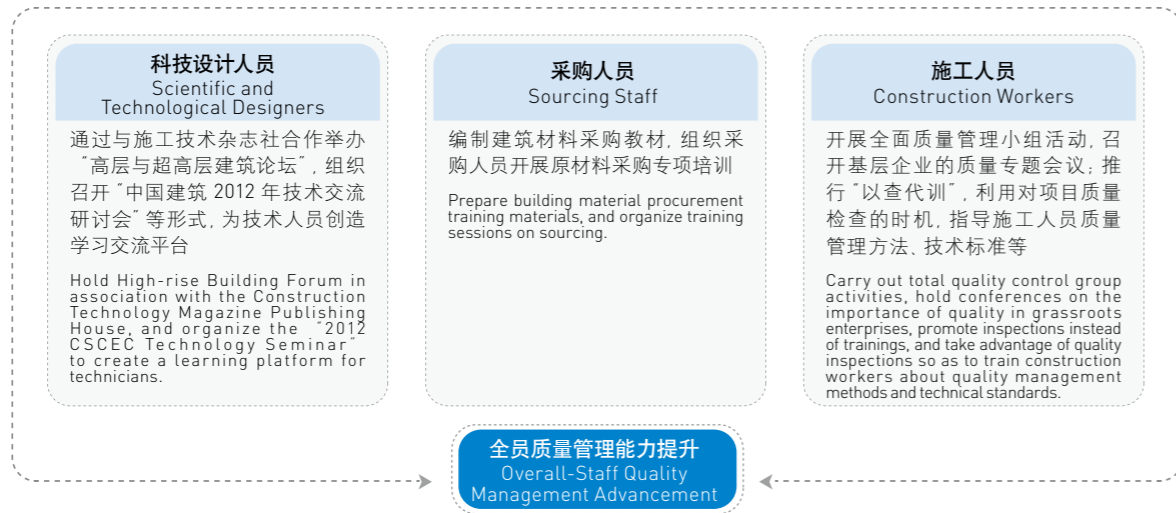 科技设计人员
Scientific and
Technological Designers
通过与施工技术杂志社合作举办
“高层与超高层建筑论坛”, 组织
召开“中国建筑 2012 年技术交流
研讨会”等形式, 为技术人员创造
学习交流平台
Hold High-rise Building Forum in
association with the Construction
Technology Magazine Publishing
House, and organize the “2012
CSCEC Technology Seminar”
to create a learning platform for
technicians.
采购人员
Sourcing Staff
编制建筑材料采购教材, 组织采
购人员开展原材料采购专项培训
Prepare building material procurement
training materials, and organize training
sessions on sourcing.
施工人员
Construction Workers
开展全面质量管理小组活动, 召
开基层企业的质量专题会议; 推
行“以查代训”, 利用对项目质量
检查的时机, 指导施工人员质量
管理方法、技术标准等
Carry out total quality control group
activities, hold conferences on the
importance of quality in grassroots
enterprises, promote inspections instead
of trainings, and take advantage of quality
inspections so as to train construction
workers about quality management
methods and technical standards.
全员质量管理能力提升
Overall-Staff Quality
Management Advancement